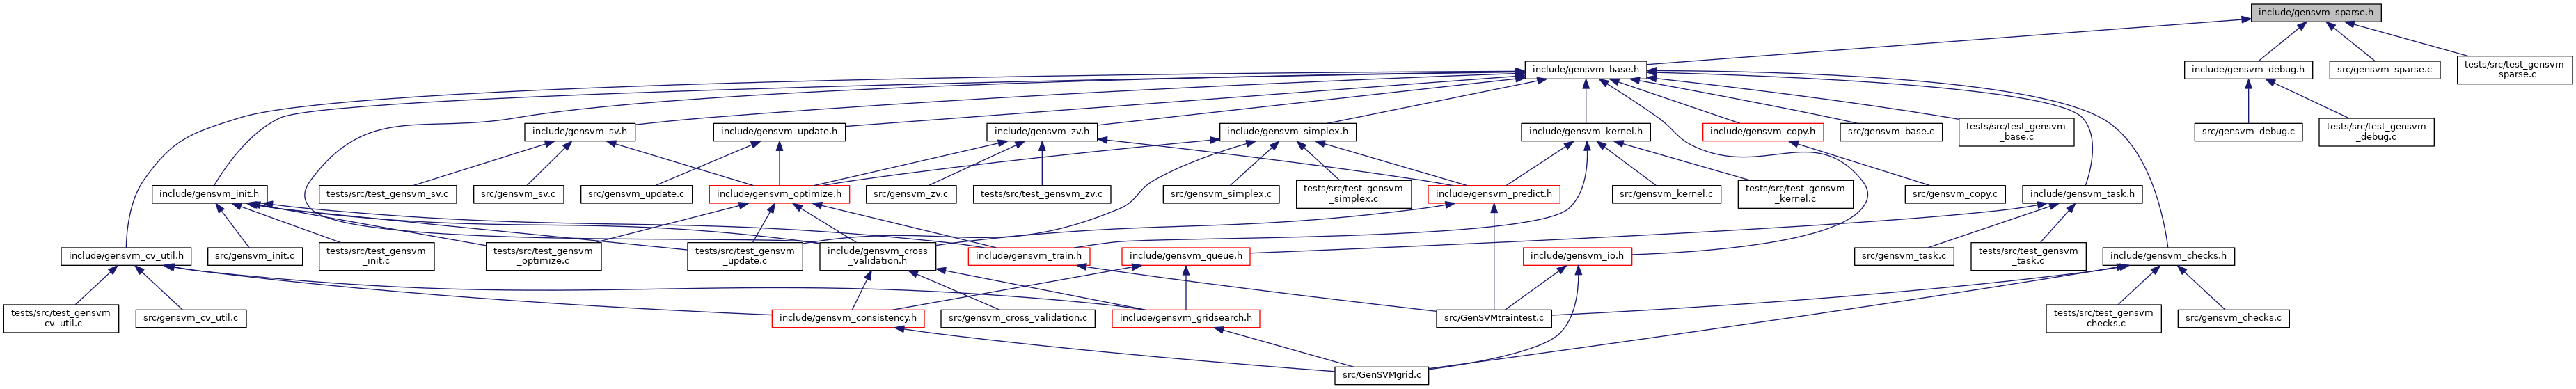 include/gensvm_sparse.h
include/gensvm_base.h
include/gensvm_debug.h
src/gensvm_sparse.c
tests/src/test_gensvm
_sparse.c
include/gensvm_sv.h
include/gensvm_update.h
include/gensvm_zv.h
include/gensvm_simplex.h
include/gensvm_kernel.h
include/gensvm_copy.h
src/gensvm_base.c
tests/src/test_gensvm
_base.c
src/gensvm_debug.c
tests/src/test_gensvm
_debug.c
include/gensvm_init.h
tests/src/test_gensvm_sv.c
src/gensvm_sv.c
src/gensvm_update.c
include/gensvm_optimize.h
src/gensvm_zv.c
tests/src/test_gensvm_zv.c
src/gensvm_simplex.c
tests/src/test_gensvm
_simplex.c
include/gensvm_predict.h
src/gensvm_kernel.c
tests/src/test_gensvm
_kernel.c
src/gensvm_copy.c
include/gensvm_task.h
include/gensvm_cv_util.h
src/gensvm_init.c
tests/src/test_gensvm
_init.c
tests/src/test_gensvm
_optimize.c
tests/src/test_gensvm
_update.c
include/gensvm_cross
_validation.h
include/gensvm_train.h
include/gensvm_queue.h
include/gensvm_io.h
src/gensvm_task.c
tests/src/test_gensvm
_task.c
include/gensvm_checks.h
tests/src/test_gensvm
_cv_util.c
src/gensvm_cv_util.c
include/gensvm_consistency.h
src/gensvm_cross_validation.c
include/gensvm_gridsearch.h
src/GenSVMtraintest.c
tests/src/test_gensvm
_checks.c
src/gensvm_checks.c
src/GenSVMgrid.c